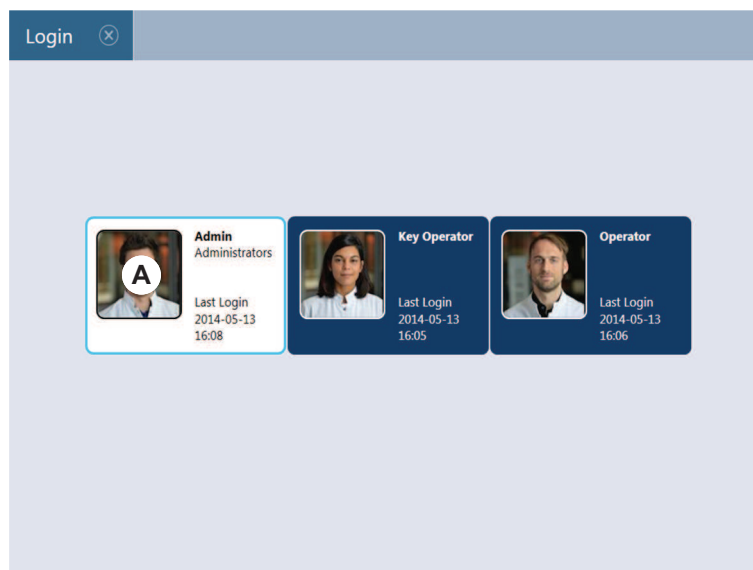 Login
Admin
Administrators
A
Last Login
2014-05-13
16:08
Key Operator
Last Login
2014-05-13
16:05
Operator
Last Login
2014-05-13
16:06